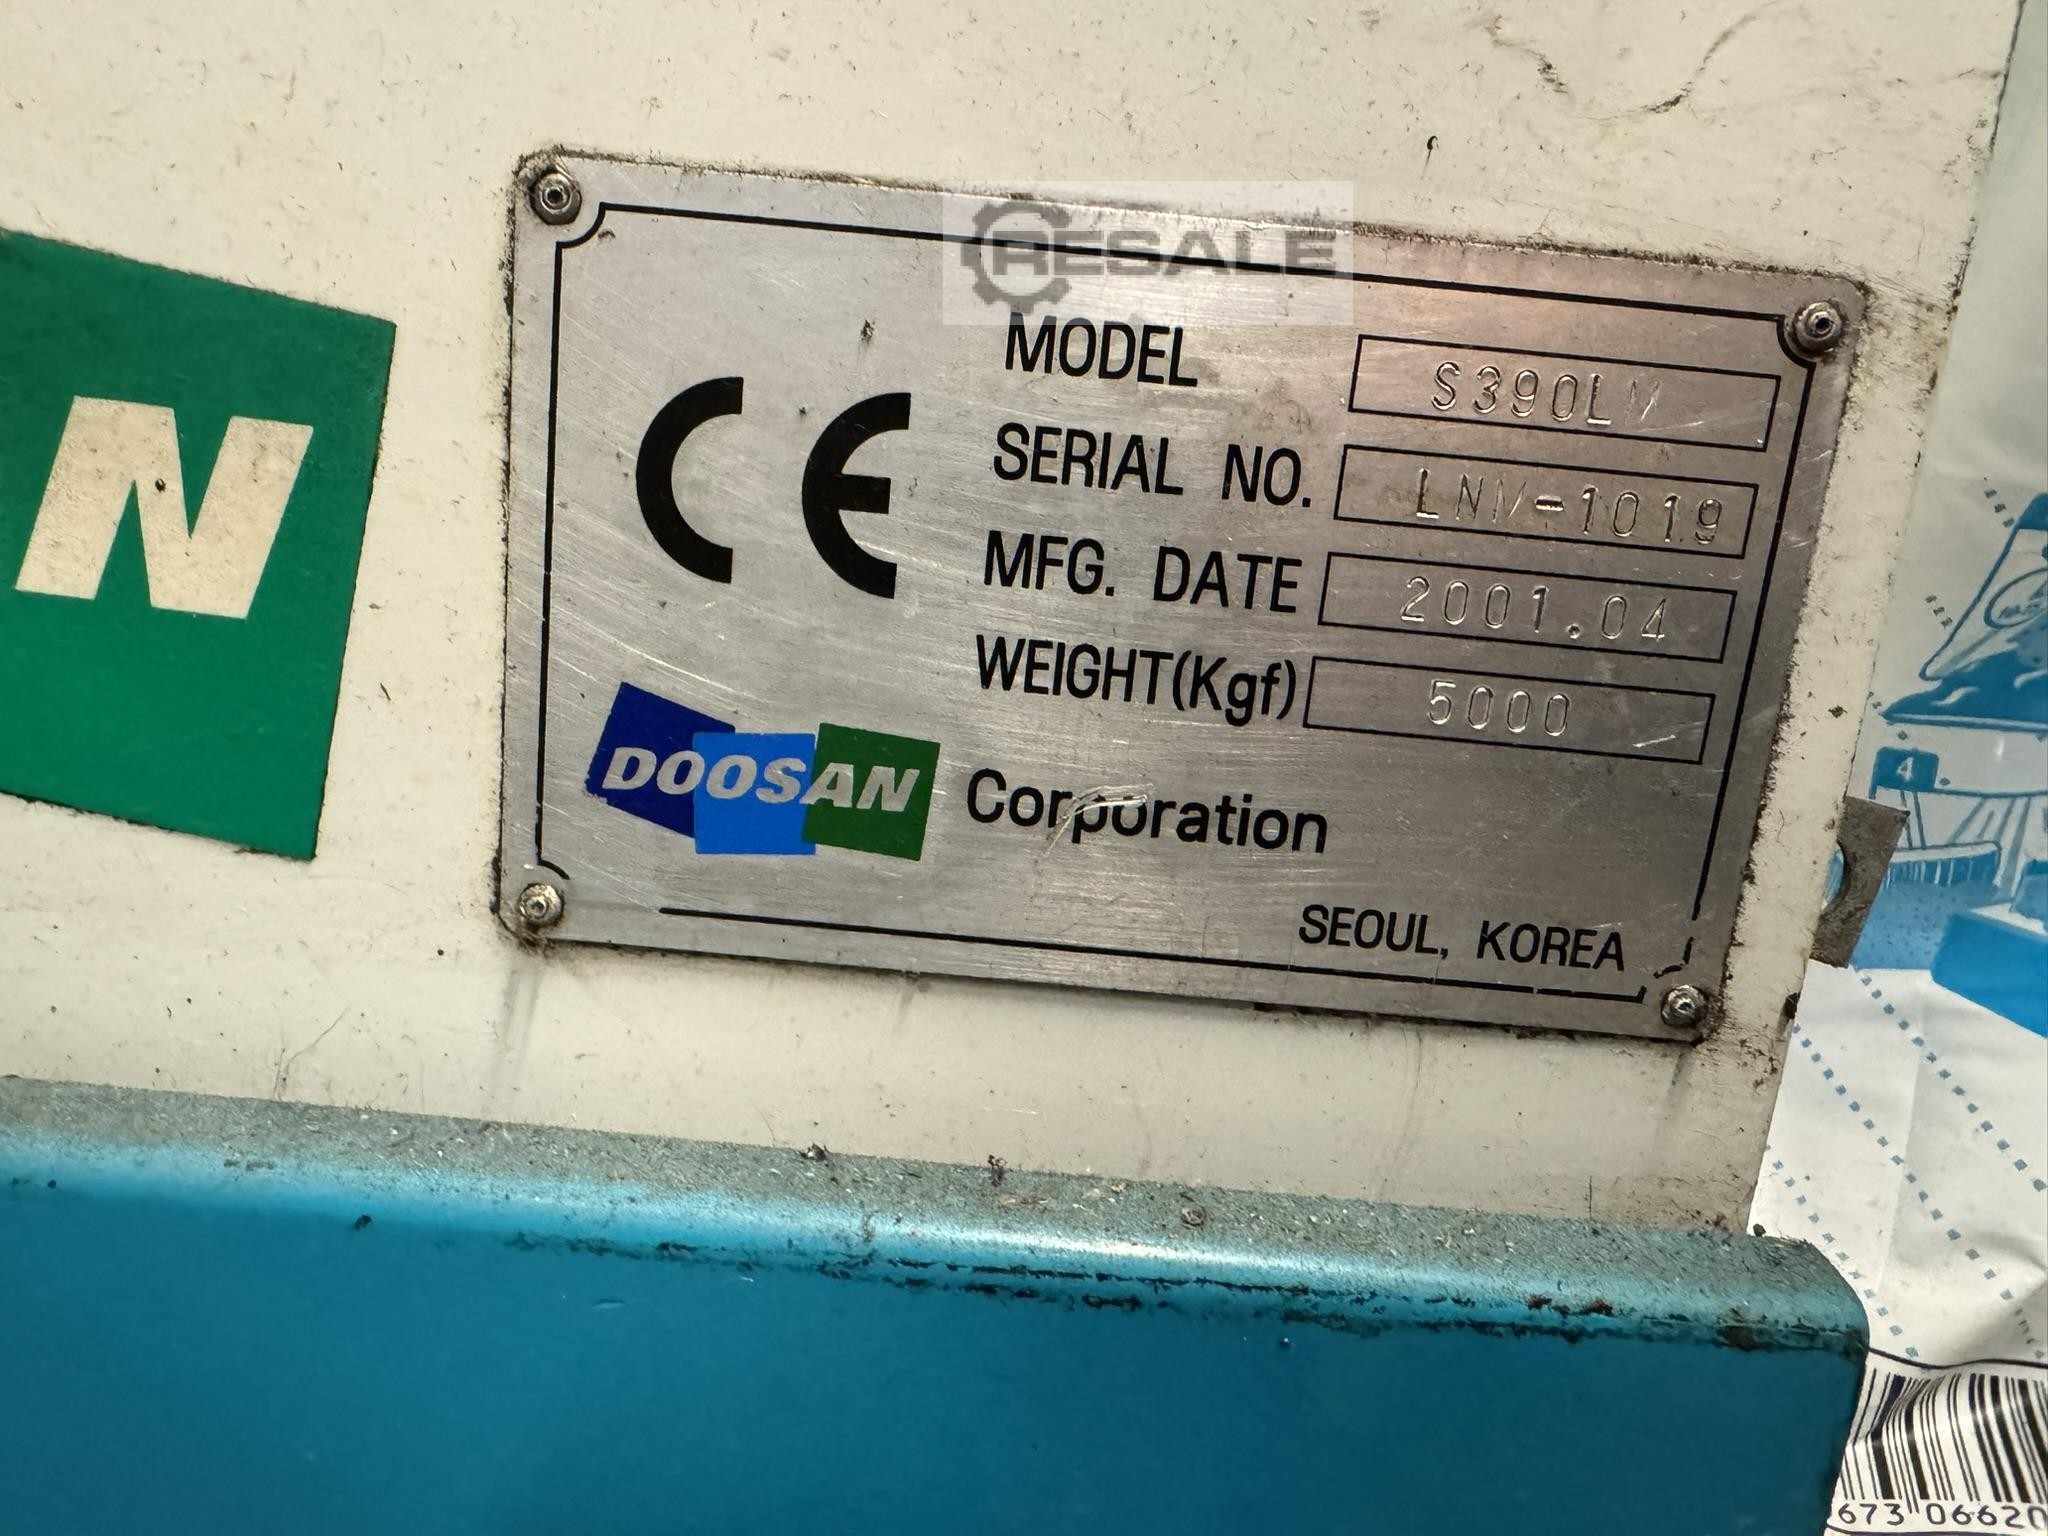 RESALE
N
CE
MODEL S390LM
SERIAL NO. LNM-1019
MFG. DATE 2001.04
WEIGHT(Kgf) 5000
DOOSAN Corporation
SEOUL, KOREA
4
673 06620